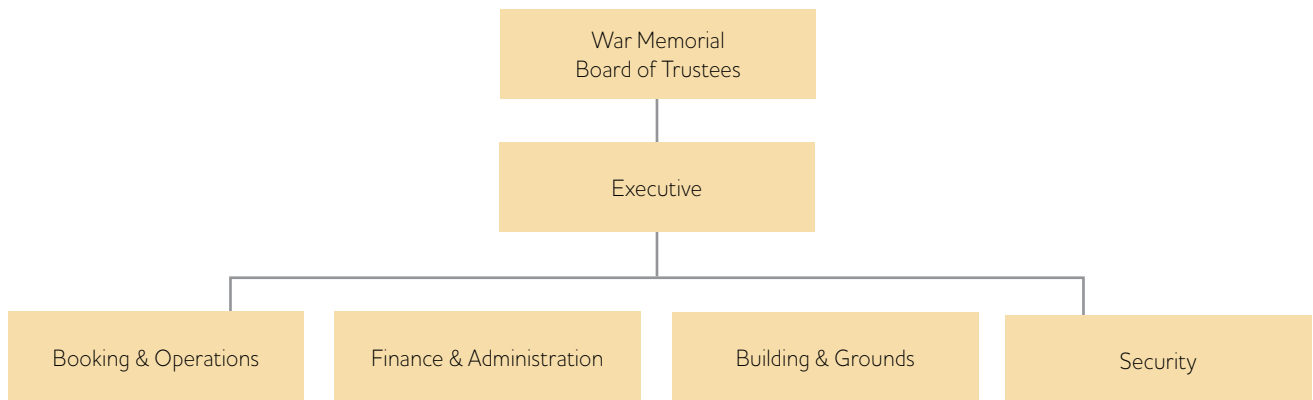 War Memorial
Board of Trustees
Executive
Booking & Operations
Finance & Administration
Building & Grounds
Security